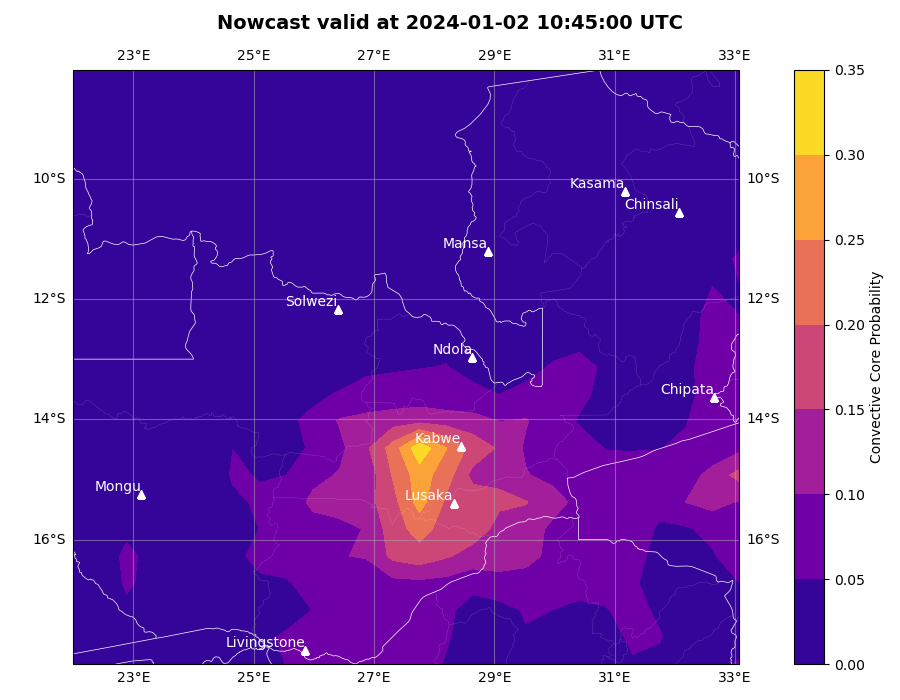 Nowcast valid at 2024-01-02 10:45:00 UTC
23°E 25°E 27°E 29°E 31°E 33°E
0.35
0.30
10°S Kasama 10°S
Chinsali
0.25
Mansa
12°S 12°S
Solwezi
0.20
Ndola
Chipata
14°S 0.15 14°S
Kabwe
Mongu Lusaka
0.10
16°S 16°S
0.05
Livingstone
0.00
23°E 25°E 27°E 29°E 31°E 33°E
Convective Core Probability